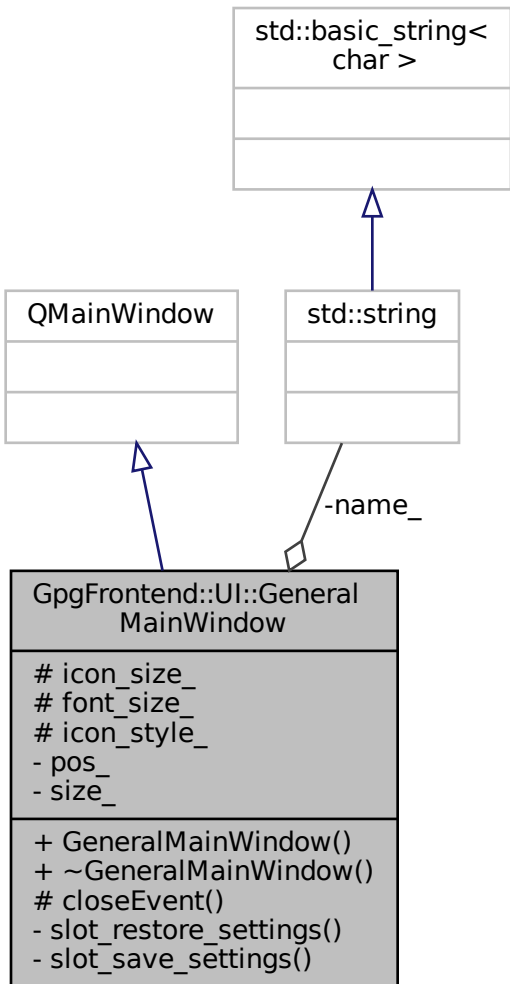 std::basic_string<
char >
QMainWindow
std::string
-name_
GpgFrontend::UI::General
MainWindow
# icon_size_
# font_size_
# icon_style_
- pos_
- size_
+ GeneralMainWindow()
+ ~GeneralMainWindow()
# closeEvent()
- slot_restore_settings()
- slot_save_settings()